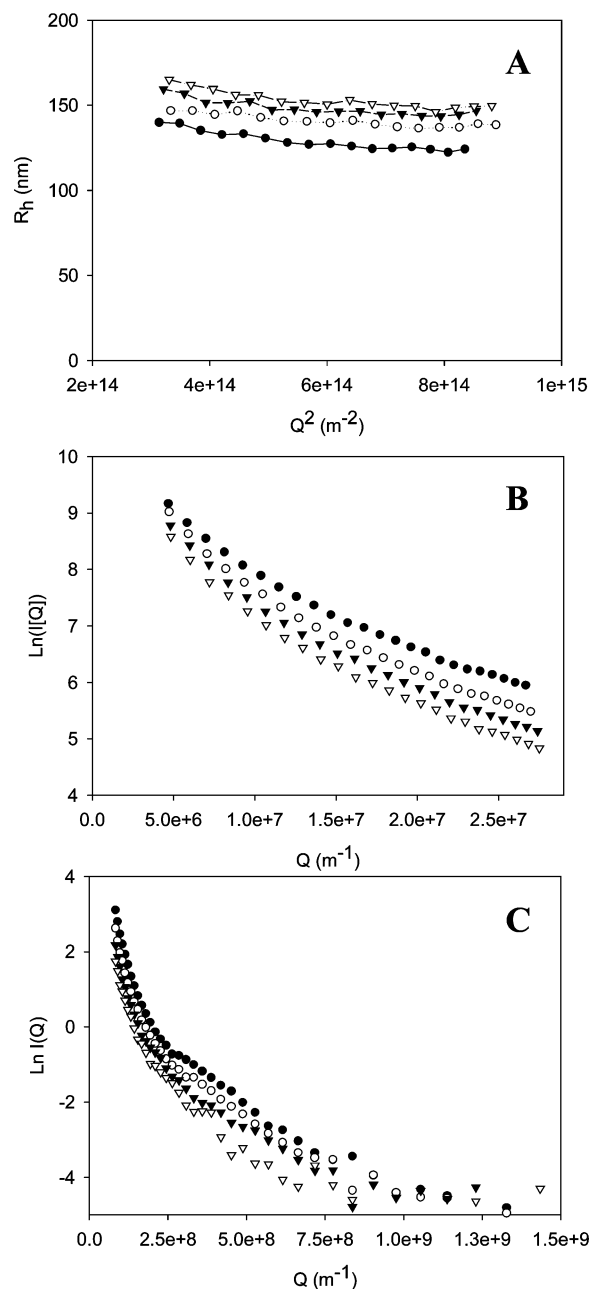 200
A
150
R_h (nm)
100
50
0
2e+14 4e+14 6e+14 8e+14 1e+15
Q^2 (m^-2)
10
B
9
8
Ln(I[Q])
7
6
5
4
0.0 5.0e+6 1.0e+7 1.5e+7 2.0e+7 2.5e+7
Q (m^-1)
4
C
2
0
Ln I(Q)
-2
-4
0.0 2.5e+8 5.0e+8 7.5e+8 1.0e+9 1.3e+9 1.5e+9
Q (m^-1)